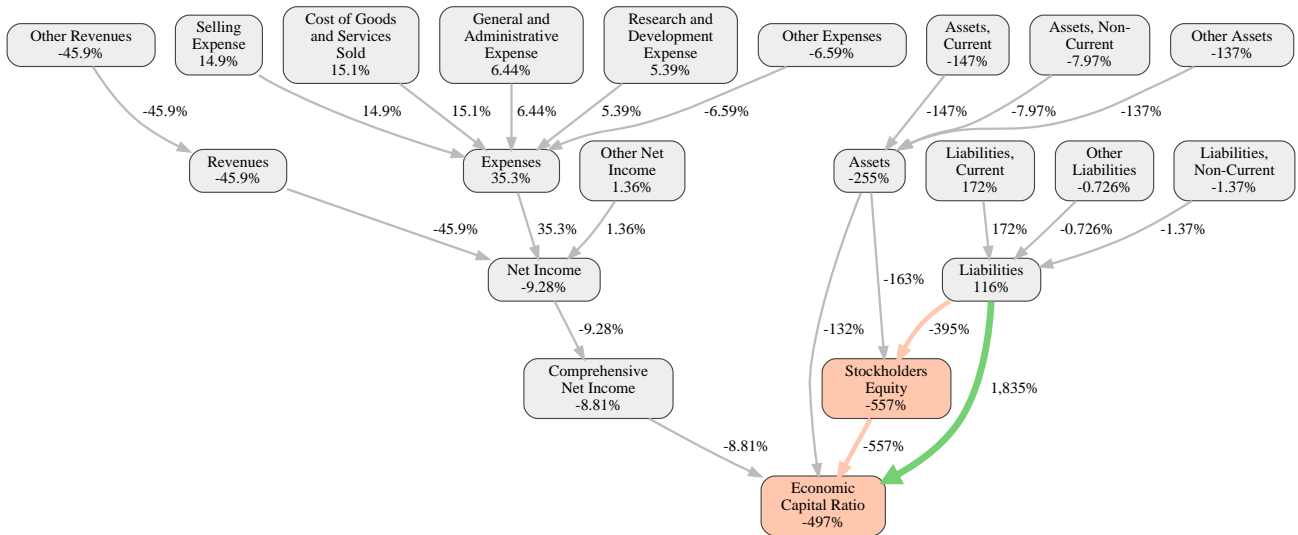 Other Revenues
-45.9%
Selling
Expense
14.9%
Cost of Goods
and Services
Sold
15.1%
General and
Administrative
Expense
6.44%
Research and
Development
Expense
5.39%
Other Expenses
-6.59%
Assets,
Current
-147%
Assets, Non-
Current
-7.97%
Other Assets
-137%
-45.9%
14.9%
15.1%
6.44%
5.39%
-6.59%
-147%
-7.97%
-137%
Revenues
-45.9%
Expenses
35.3%
Other Net
Income
1.36%
Assets
-255%
Liabilities,
Current
172%
Other
Liabilities
-0.726%
Liabilities,
Non-Current
-1.37%
-45.9%
35.3%
1.36%
172%
-0.726%
-1.37%
Net Income
-9.28%
-163%
Liabilities
116%
-9.28%
-132%
-395%
Comprehensive
Net Income
-8.81%
Stockholders
Equity
-557%
1,835%
-8.81%
-557%
Economic
Capital Ratio
-497%